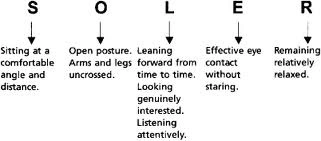 S O L E R
Sitting at a
comfortable
angle and
distance.
Open posture.
Arms and legs
uncrossed.
Leaning
forward from
time to time.
Looking
genuinely
interested.
Listening
attentively.
Effective eye
contact
without
staring.
Remaining
relatively
relaxed.